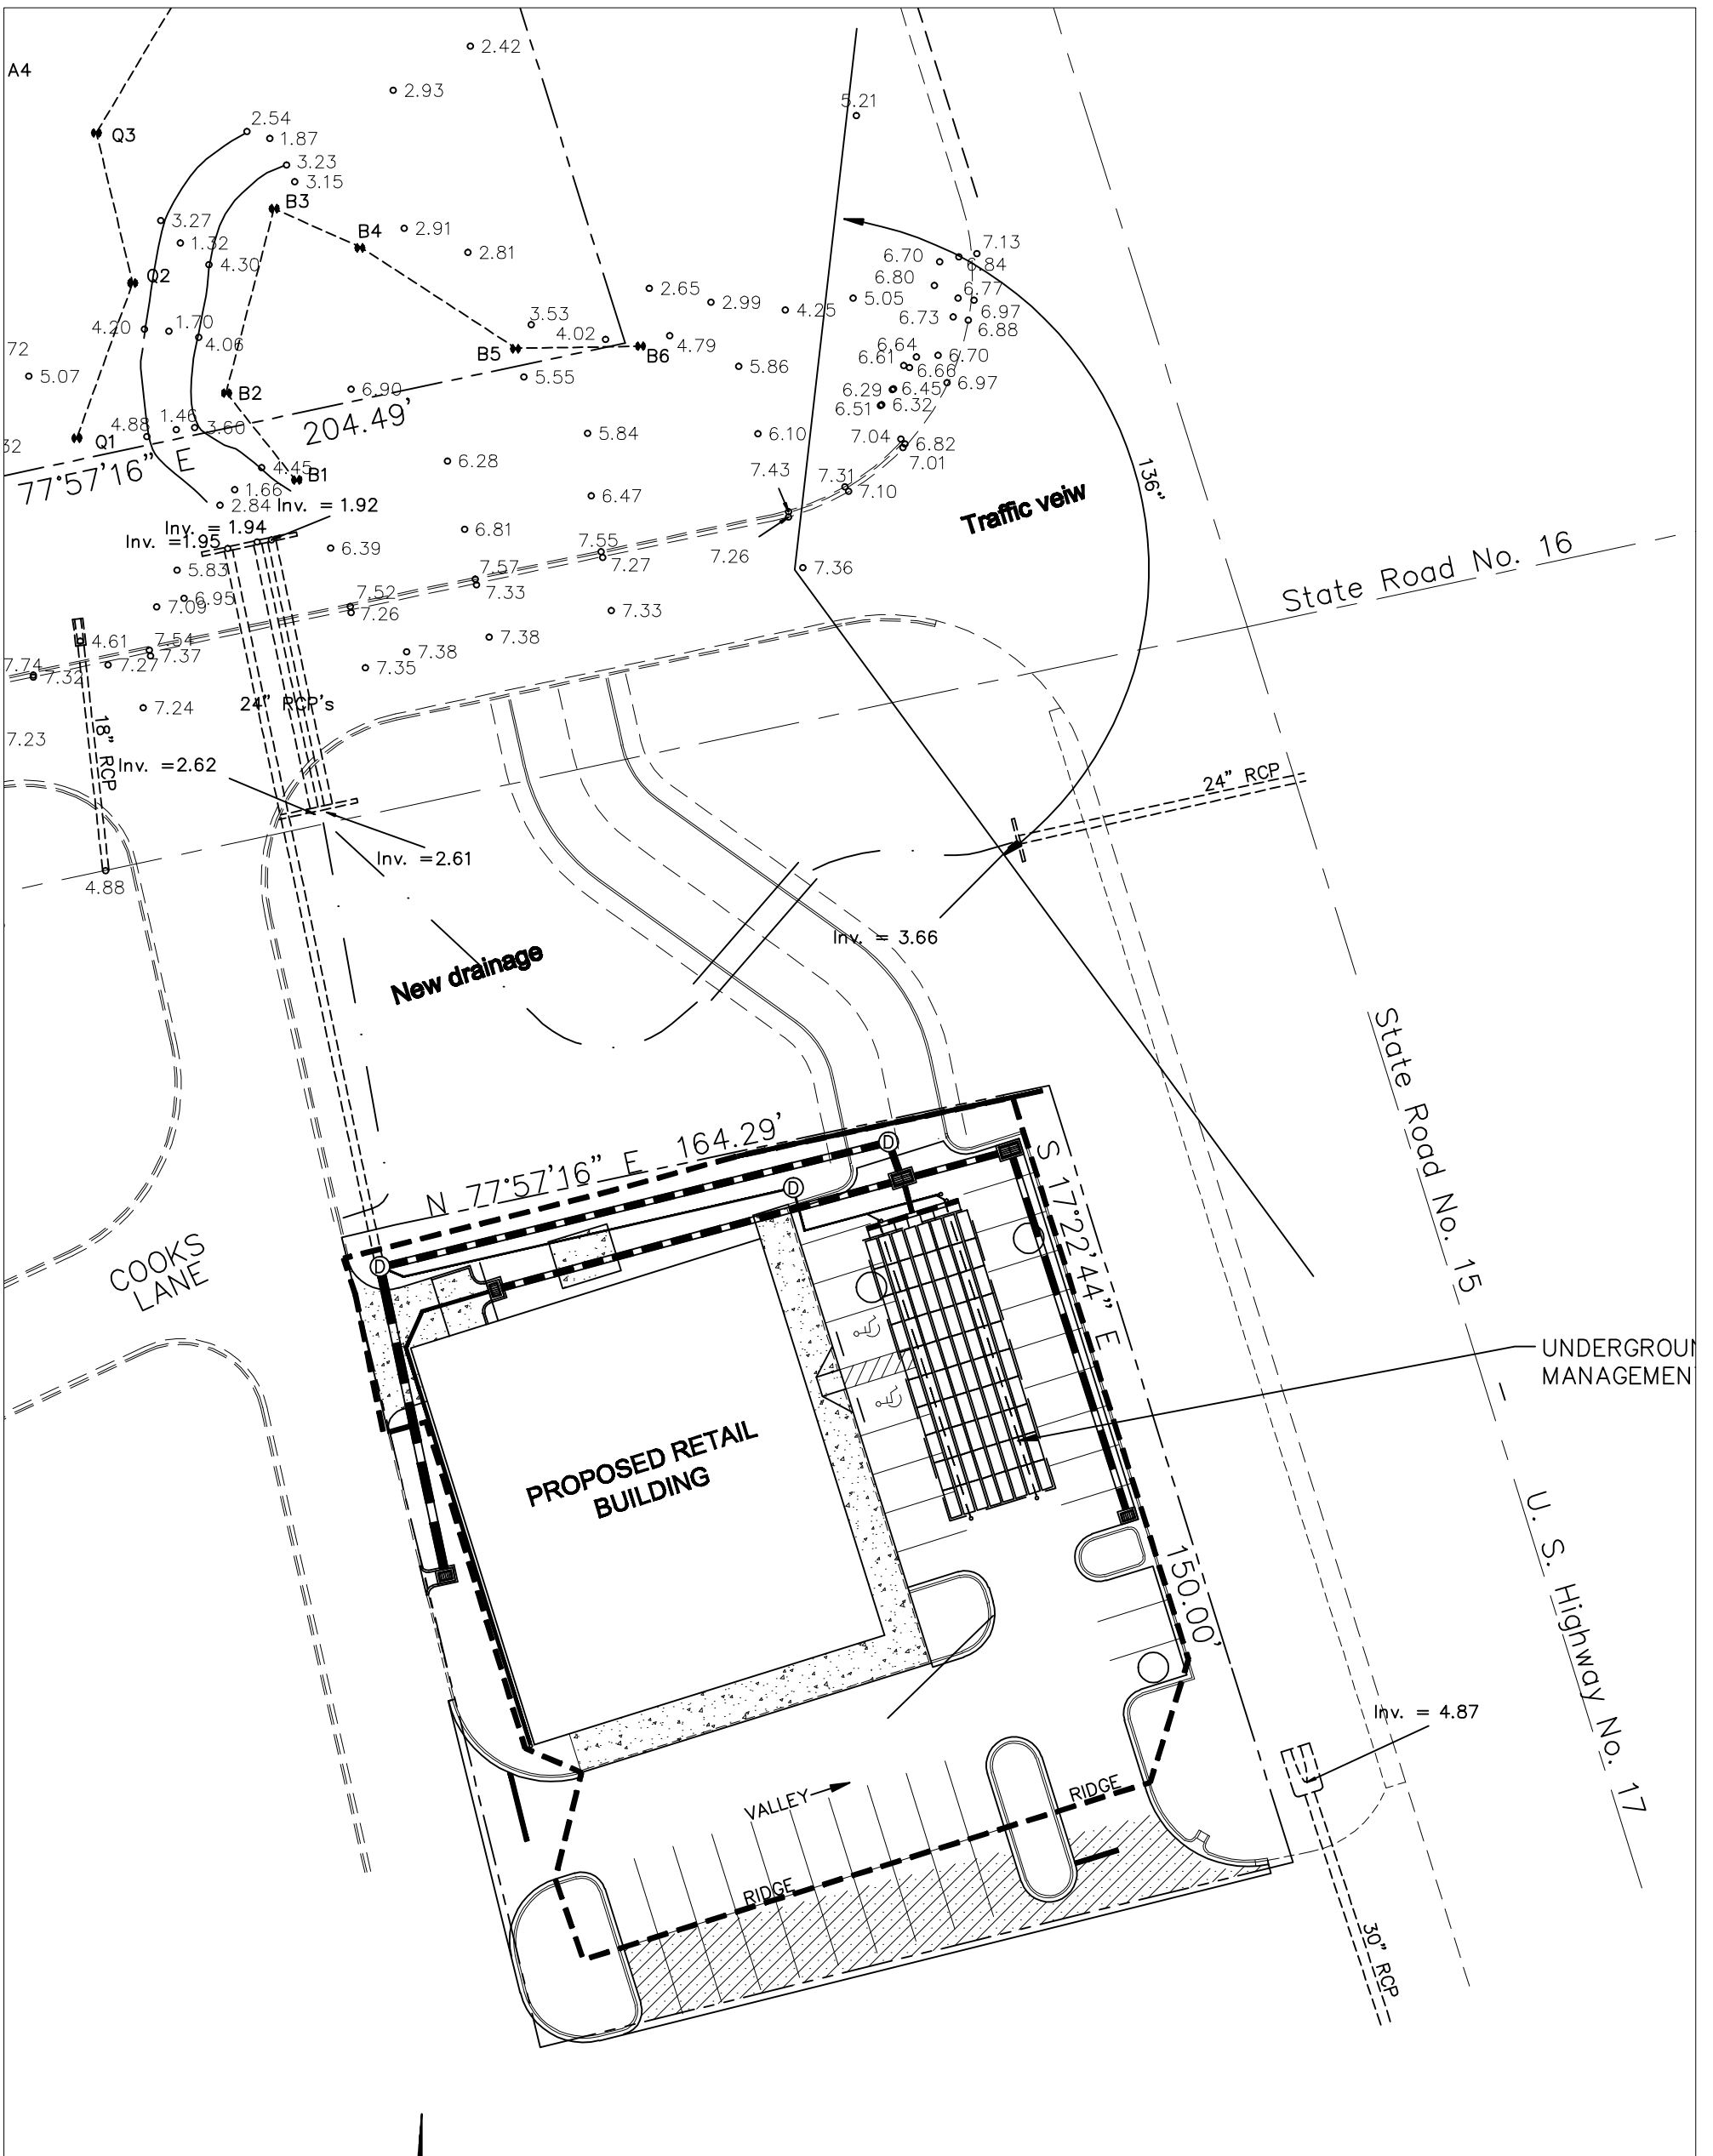 2.42
A4
2.93
5.21
2.54
Q3
1.87
3.23
3.15
B3
3.27
B4
2.91
1.32
2.81
7.13
6.70
6.84
4.30
Q2
6.80
2.65
2.99
5.05
6.77
4.25
6.97
6.73
3.53
4.20
1.70
4.06
4.02
6.88
4.79
72
B5
B6
6.64
6.70
6.61
6.66
5.86
5.07
5.55
6.97
B2
6.90
6.29
6.45
6.51
6.32
204.49'
1.46
4.88
3.60
Q1
5.84
6.10
7.04
6.82
7.01
77°57'16" E
4.45
B1
6.28
7.43
136°
7.31
7.10
1.66
2.84
Inv. = 1.92
6.47
Traffic veiw
Inv. = 1.94
Inv. =1.95
6.81
6.39
7.55
7.27
7.26
State Road No. 16
5.83
7.57
7.33
7.36
6.95
7.09
7.52
7.26
7.33
4.61
7.54
7.37
7.38
7.38
7.74
7.32
7.27
7.35
24" RCP's
7.24
18" RCP
7.23
Inv. =2.62
24" RCP
Inv. =2.61
4.88
Inv. = 3.66
New drainage
State Road No. 15
N 77°57'16" E 164.29'
S 17°22'44" E
150.00'
COOKS
LANE
UNDERGROUN
MANAGEMEN
PROPOSED RETAIL
BUILDING
U. S. Highway No. 17
Inv. = 4.87
VALLEY
RIDGE
RIDGE
30" RCP
D
D
D